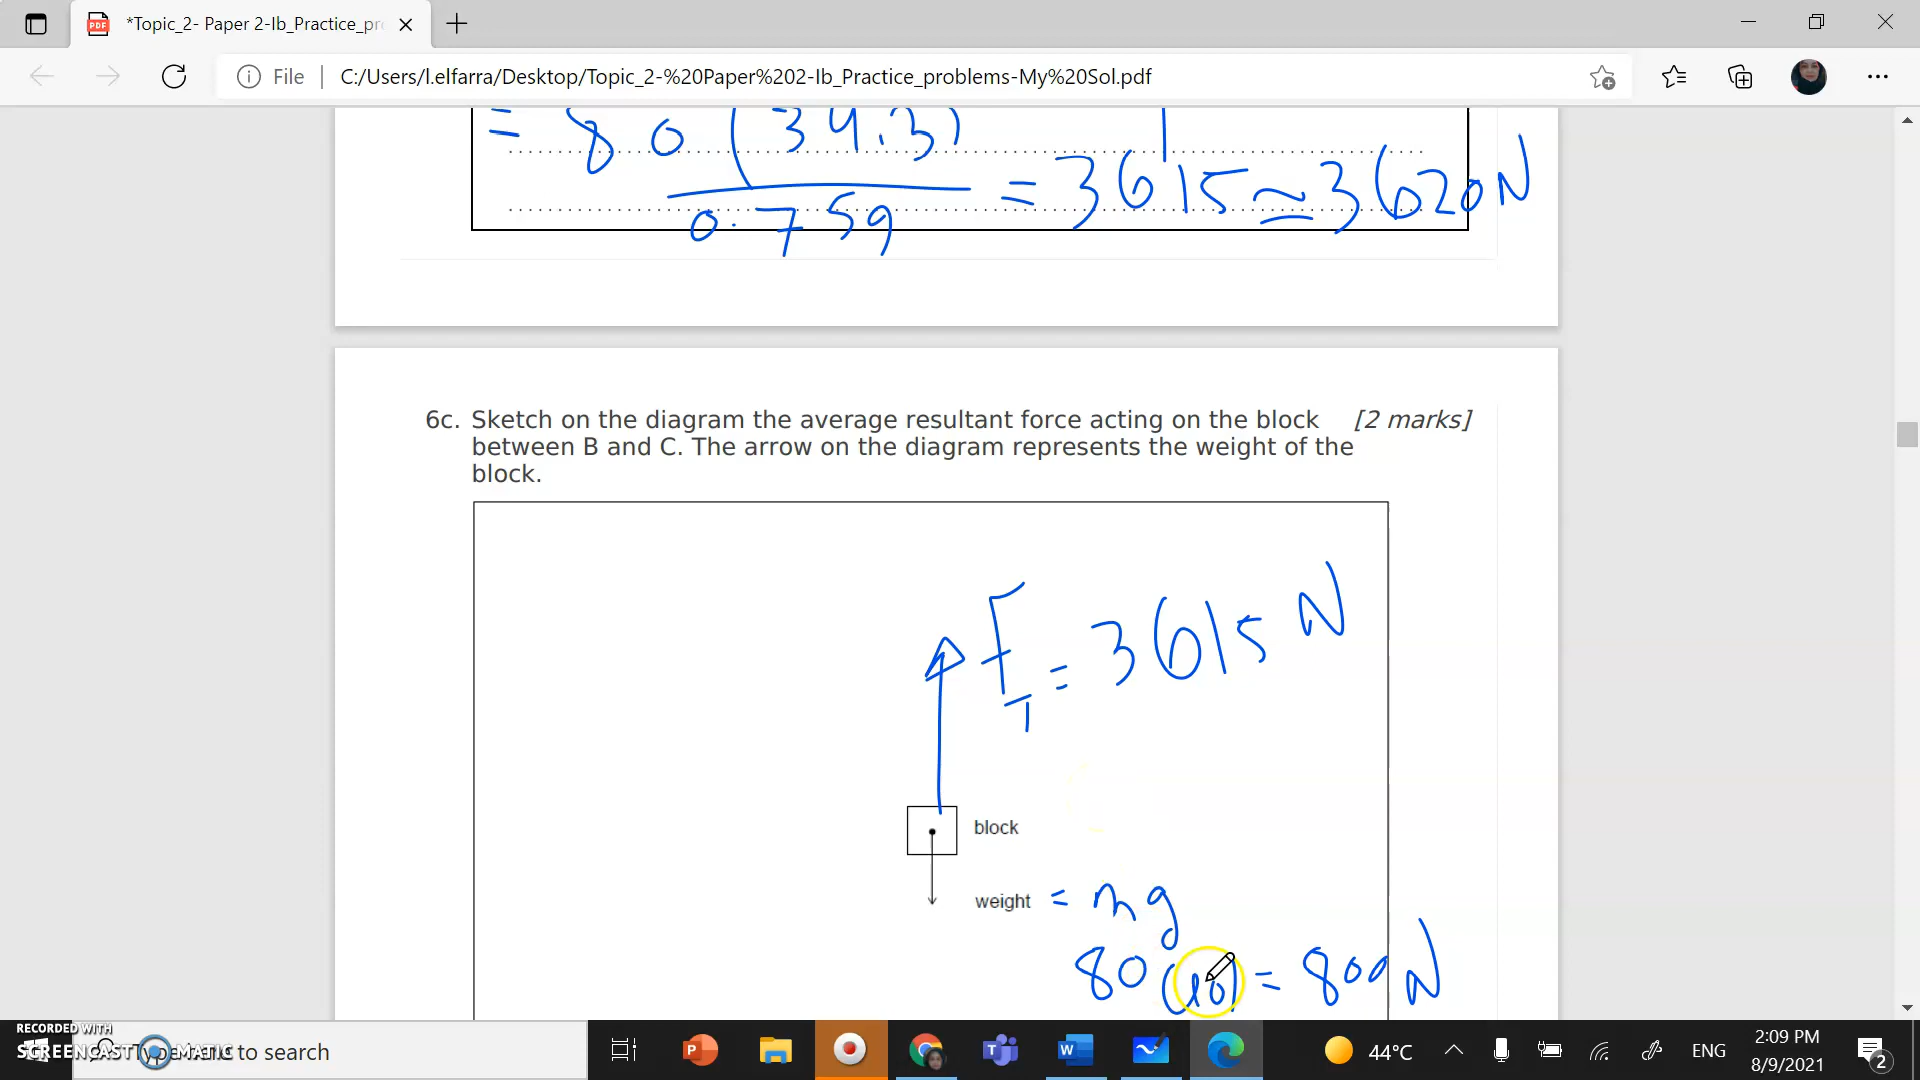 *Topic_2- Paper 2-Ib_Practice_pr
File
C:/Users/l.elfarra/Desktop/Topic_2-%20Paper%202-Ib_Practice_problems-My%20Sol.pdf
= 80 (34.3)
0.759
= 3615 ≃ 3620N
6c. Sketch on the diagram the average resultant force acting on the block [2 marks]
between B and C. The arrow on the diagram represents the weight of the
block.
F_T = 3615 N
block
weight = mg
80 (10) = 800 N
RECORDED WITH
SCREENCAST MATIC
to search
44°C
ENG
2:09 PM
8/9/2021
2